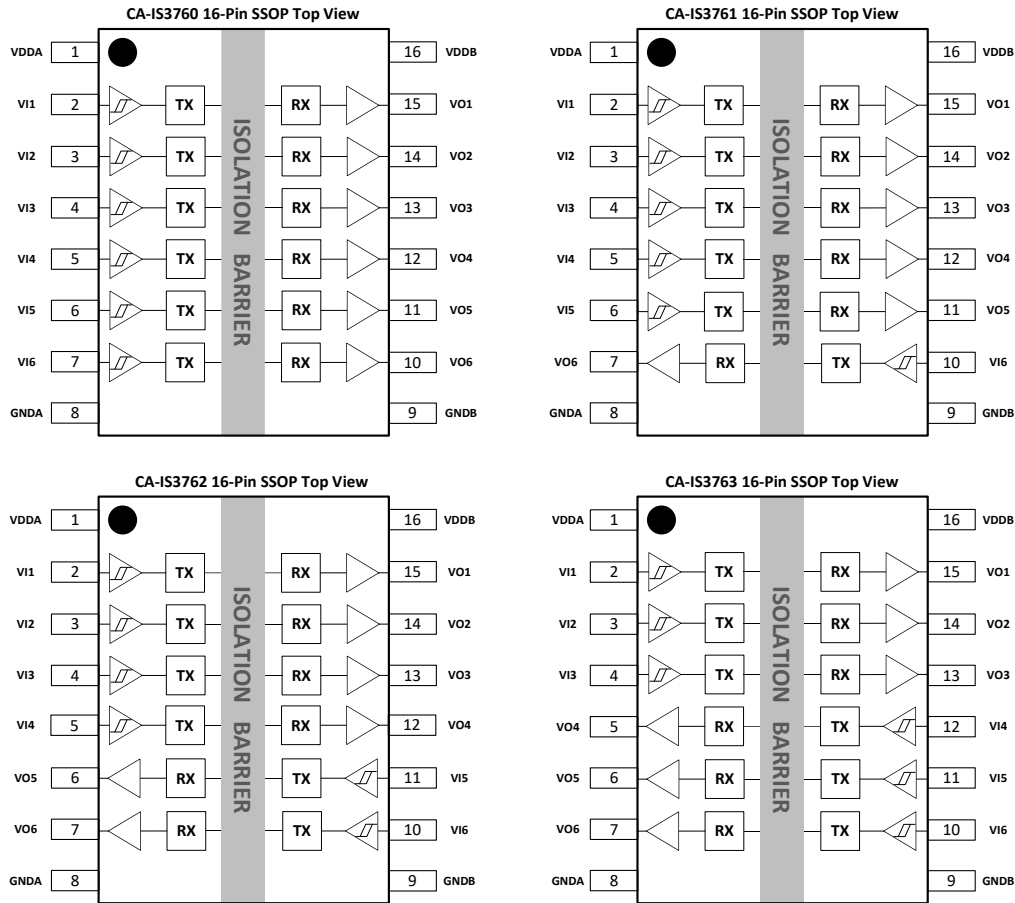 CA-IS3760 16-Pin SSOP Top View
VDDA 1 16 VDDB
VI1 2 TX RX 15 VO1
VI2 3 TX RX 14 VO2
VI3 4 TX RX 13 VO3
VI4 5 TX RX 12 VO4
VI5 6 TX RX 11 VO5
VI6 7 TX RX 10 VO6
GNDA 8 9 GNDB
ISOLATION BARRIER
CA-IS3761 16-Pin SSOP Top View
VDDA 1 16 VDDB
VI1 2 TX RX 15 VO1
VI2 3 TX RX 14 VO2
VI3 4 TX RX 13 VO3
VI4 5 TX RX 12 VO4
VI5 6 TX RX 11 VO5
VO6 7 RX TX 10 VI6
GNDA 8 9 GNDB
ISOLATION BARRIER
CA-IS3762 16-Pin SSOP Top View
VDDA 1 16 VDDB
VI1 2 TX RX 15 VO1
VI2 3 TX RX 14 VO2
VI3 4 TX RX 13 VO3
VI4 5 TX RX 12 VO4
VO5 6 RX TX 11 VI5
VO6 7 RX TX 10 VI6
GNDA 8 9 GNDB
ISOLATION BARRIER
CA-IS3763 16-Pin SSOP Top View
VDDA 1 16 VDDB
VI1 2 TX RX 15 VO1
VI2 3 TX RX 14 VO2
VI3 4 TX RX 13 VO3
VO4 5 RX TX 12 VI4
VO5 6 RX TX 11 VI5
VO6 7 RX TX 10 VI6
GNDA 8 9 GNDB
ISOLATION BARRIER